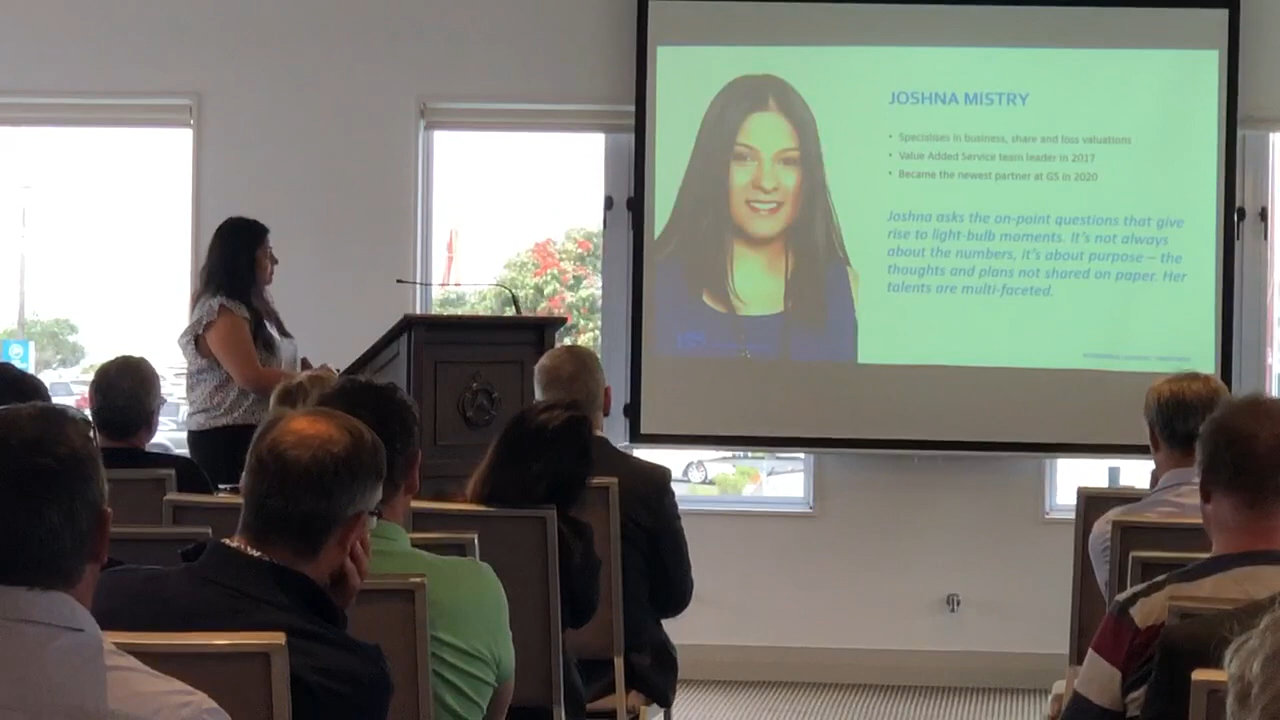 JOSHNA MISTRY
• Specialises in business, share and loss valuations
• Value Added Service team leader in 2017
• Became the newest partner at GS in 2020
Joshna asks the on-point questions that give
rise to light-bulb moments. It's not always
about the numbers, it's about purpose – the
thoughts and plans not shared on paper. Her
talents are multi-faceted.